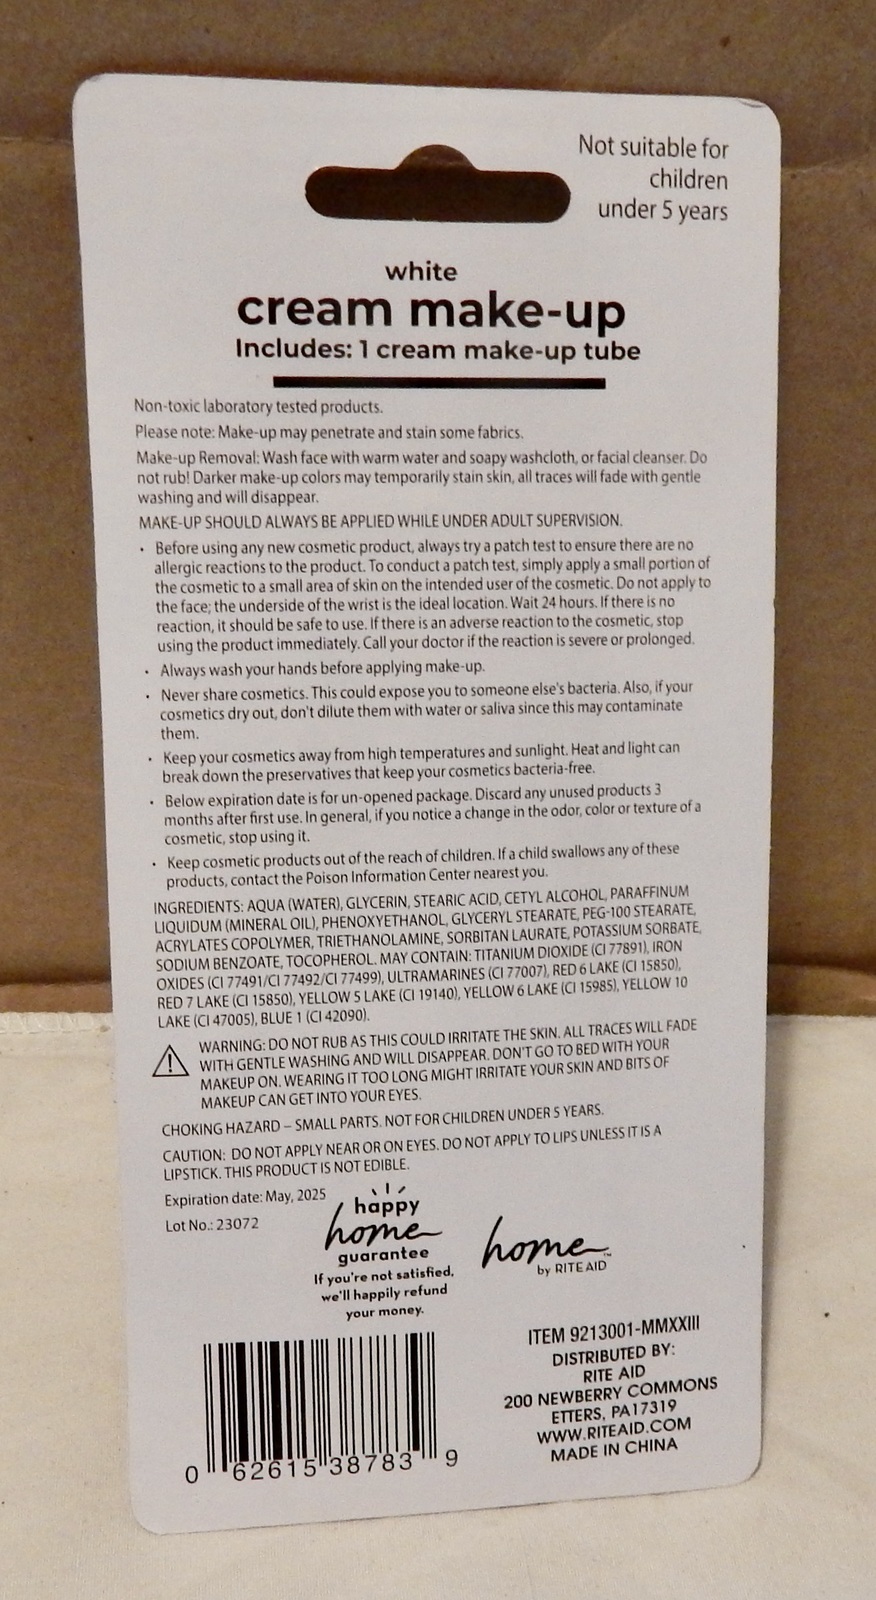 Not suitable for
children
under 5 years
white
cream make-up
Includes: 1 cream make-up tube
Non-toxic laboratory tested products.
Please note: Make-up may penetrate and stain some fabrics.
Make-up Removal: Wash face with warm water and soapy washcloth, or facial cleanser. Do
not rub! Darker make-up colors may temporarily stain skin, all traces will fade with gentle
washing and will disappear.
MAKE-UP SHOULD ALWAYS BE APPLIED WHILE UNDER ADULT SUPERVISION.
• Before using any new cosmetic product, always try a patch test to ensure there are no
allergic reactions to the product. To conduct a patch test, simply apply a small portion of
the cosmetic to a small area of skin on the intended user of the cosmetic. Do not apply to
the face; the underside of the wrist is the ideal location. Wait 24 hours. If there is no
reaction, it should be safe to use. If there is an adverse reaction to the cosmetic, stop
using the product immediately. Call your doctor if the reaction is severe or prolonged.
• Always wash your hands before applying make-up.
• Never share cosmetics. This could expose you to someone else's bacteria. Also, if your
cosmetics dry out, don't dilute them with water or saliva since this may contaminate
them.
• Keep your cosmetics away from high temperatures and sunlight. Heat and light can
break down the preservatives that keep your cosmetics bacteria-free.
• Below expiration date is for un-opened package. Discard any unused products 3
months after first use. In general, if you notice a change in the odor, color or texture of a
cosmetic, stop using it.
• Keep cosmetic products out of the reach of children. If a child swallows any of these
products, contact the Poison Information Center nearest you.
INGREDIENTS: AQUA (WATER), GLYCERIN, STEARIC ACID, CETYL ALCOHOL, PARAFFINUM
LIQUIDUM (MINERAL OIL), PHENOXYETHANOL, GLYCERYL STEARATE, PEG-100 STEARATE,
ACRYLATES COPOLYMER, TRIETHANOLAMINE, SORBITAN LAURATE, POTASSIUM SORBATE,
SODIUM BENZOATE, TOCOPHEROL. MAY CONTAIN: TITANIUM DIOXIDE (CI 77891), IRON
OXIDES (CI 77491/CI 77492/CI 77499), ULTRAMARINES (CI 77007), RED 6 LAKE (CI 15850),
RED 7 LAKE (CI 15850), YELLOW 5 LAKE (CI 19140), YELLOW 6 LAKE (CI 15985), YELLOW 10
LAKE (CI 47005), BLUE 1 (CI 42090).
WARNING: DO NOT RUB AS THIS COULD IRRITATE THE SKIN. ALL TRACES WILL FADE
WITH GENTLE WASHING AND WILL DISAPPEAR. DON'T GO TO BED WITH YOUR
MAKEUP ON. WEARING IT TOO LONG MIGHT IRRITATE YOUR SKIN AND BITS OF
MAKEUP CAN GET INTO YOUR EYES.
CHOKING HAZARD – SMALL PARTS. NOT FOR CHILDREN UNDER 5 YEARS.
CAUTION: DO NOT APPLY NEAR OR ON EYES. DO NOT APPLY TO LIPS UNLESS IT IS A
LIPSTICK. THIS PRODUCT IS NOT EDIBLE.
Expiration date: May, 2025
Lot No.: 23072
happy
home
guarantee
If you're not satisfied,
we'll happily refund
your money.
home™
by RITE AID
ITEM 9213001-MMXXIII
DISTRIBUTED BY:
RITE AID
200 NEWBERRY COMMONS
ETTERS, PA17319
WWW.RITEAID.COM
MADE IN CHINA
0 62615 38783 9